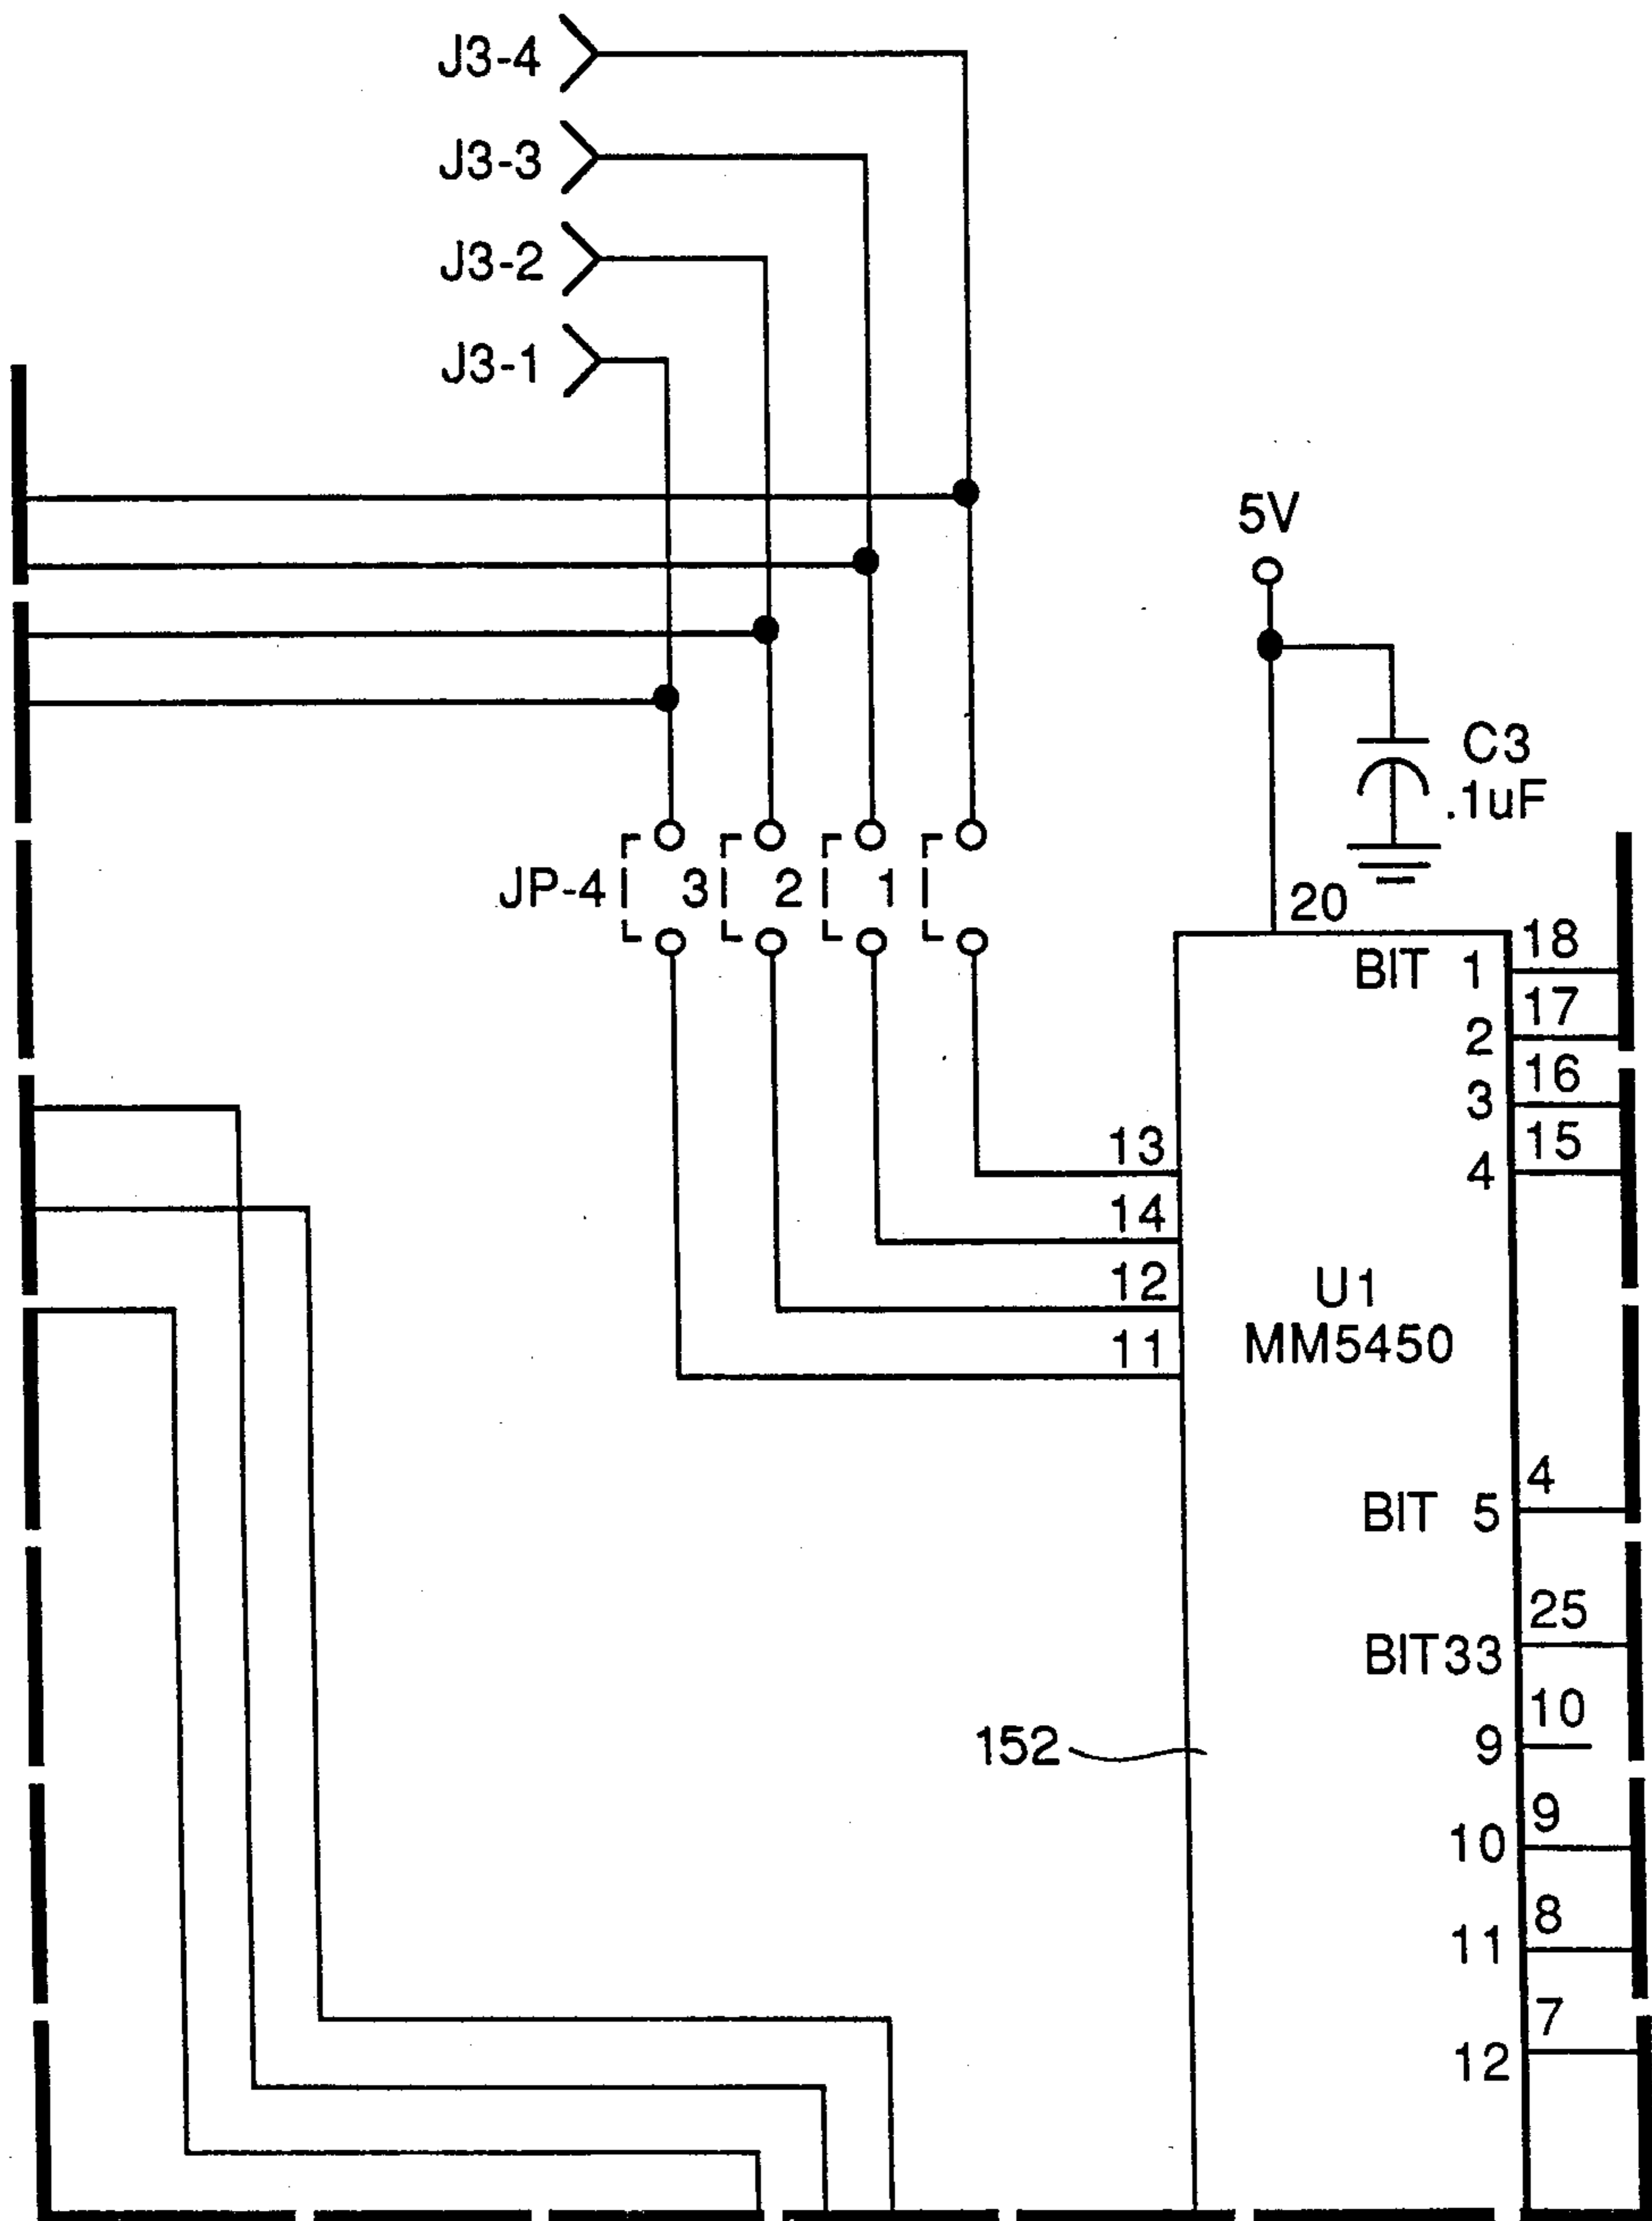 J3-4
J3-3
J3-2
J3-1
5V
C3
.1uF
JP-4 3 2 1
20
BIT 1 18
2 17
3 16
4 15
13
14
12
11
U1
MM5450
BIT 5 4
BIT33 25
152
9 10
10 9
11 8
12 7